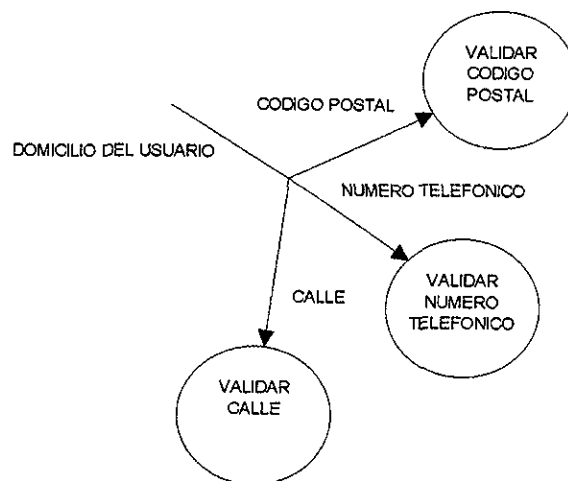 VALIDAR
CODIGO
POSTAL
CODIGO POSTAL
DOMICILIO DEL USUARIO
NUMERO TELEFONICO
VALIDAR
NUMERO
TELEFONICO
CALLE
VALIDAR
CALLE